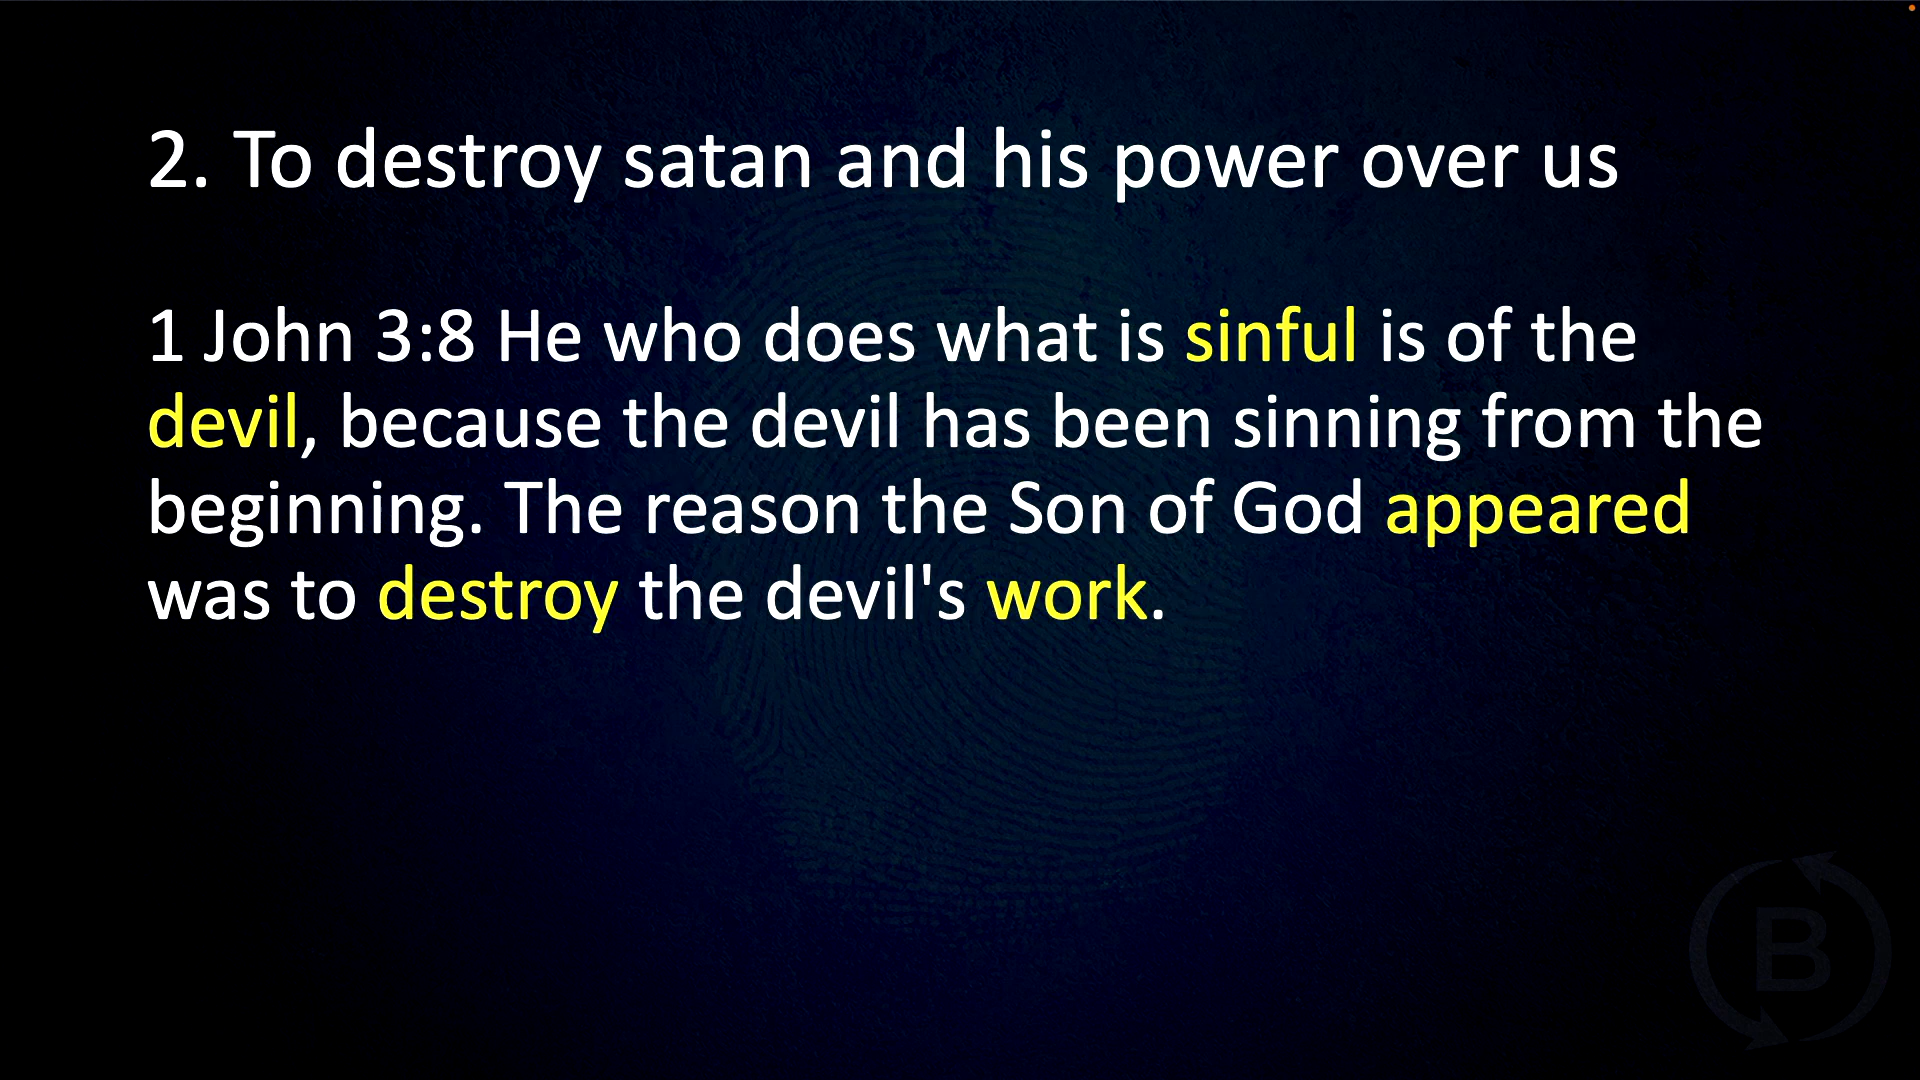 2. To destroy satan and his power over us
1 John 3:8 He who does what is sinful is of the
devil, because the devil has been sinning from the
beginning. The reason the Son of God appeared
was to destroy the devil's work.
B